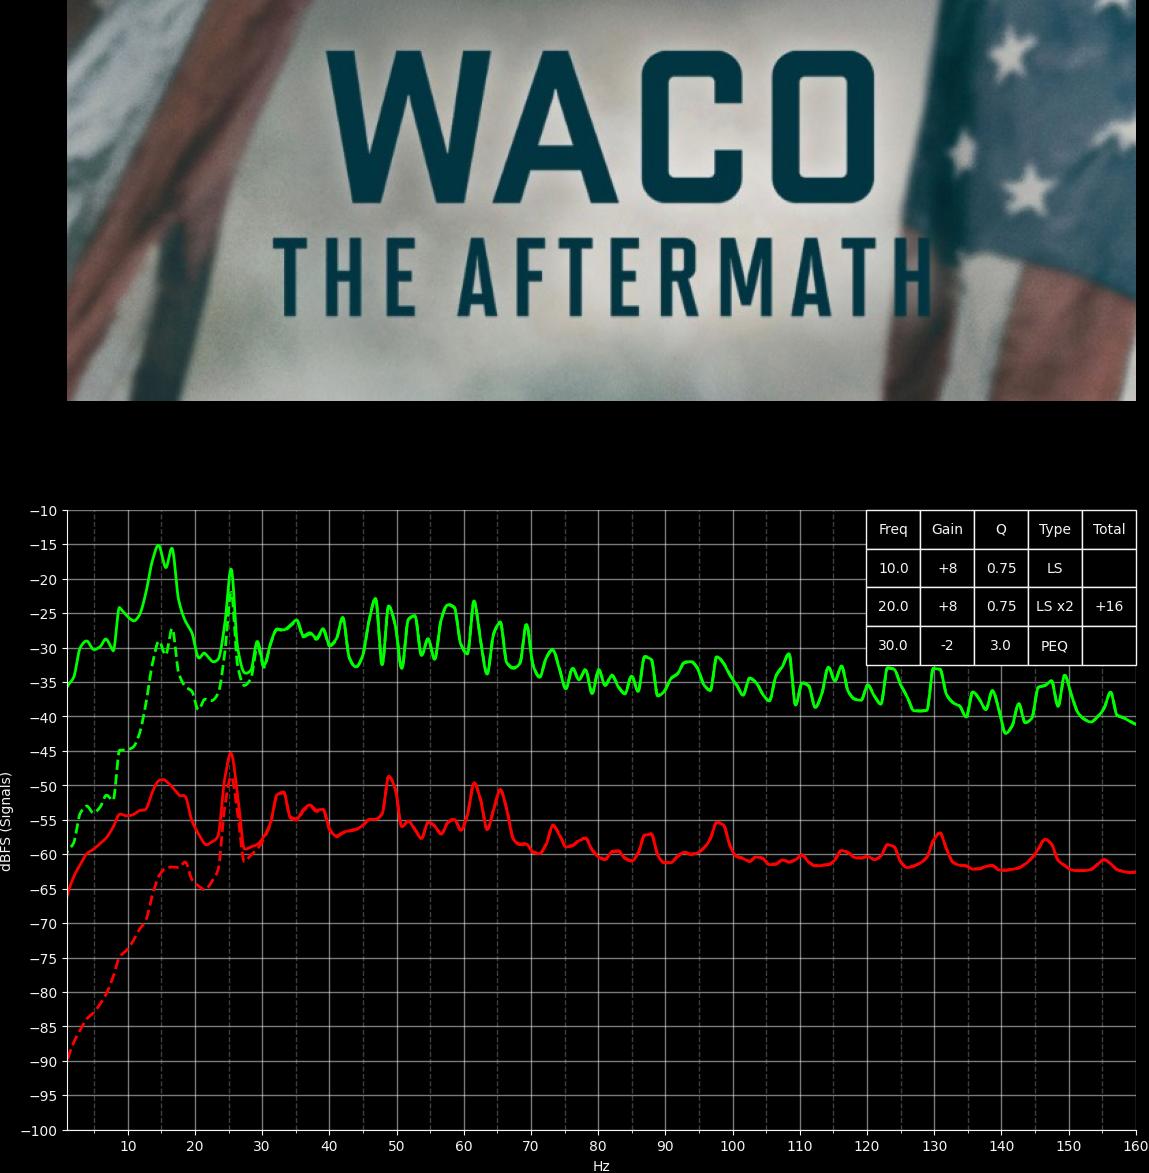 WACO
THE AFTERMATH
Freq Gain Q Type Total
10.0 +8 0.75 LS
20.0 +8 0.75 LS x2 +16
30.0 -2 3.0 PEQ
−10
−15
−20
−25
−30
−35
−40
−45
−50
−55
−60
−65
−70
−75
−80
−85
−90
−95
−100
dBFS (Signals)
10 20 30 40 50 60 70 80 90 100 110 120 130 140 150 160
Hz